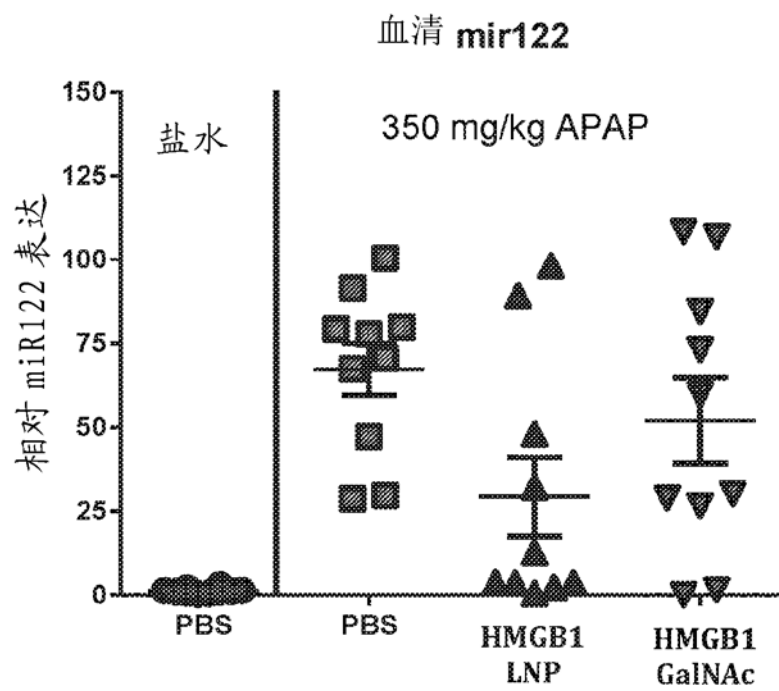 血清 mir122
150
盐水
350 mg/kg APAP
125
100
75
50
25
0
相对 miR122 表达
PBS
PBS
HMGB1
LNP
HMGB1
GalNAc